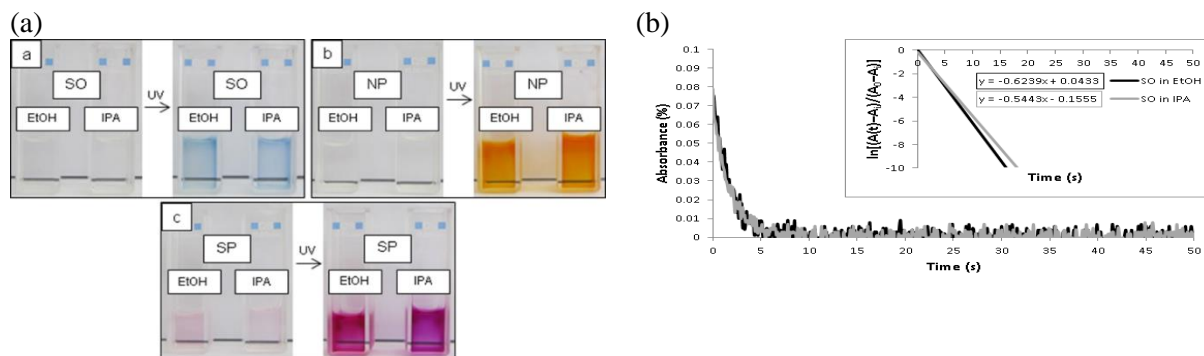 (a)
a
SO
EtOH
IPA
UV
SO
EtOH
IPA
b
NP
EtOH
IPA
UV
NP
EtOH
IPA
c
SP
EtOH
IPA
UV
SP
EtOH
IPA
(b)
Absorbance (%)
0.1
0.09
0.08
0.07
0.06
0.05
0.04
0.03
0.02
0.01
0
0 5 10 15 20 25 30 35 40 45 50
Time (s)
0 5 10 15 20 25 30 35 40 45 50
0
-2
-4
-6
-8
-10
y = -0.6239x + 0.0433
y = -0.5443x - 0.1555
SO in EtOH
SO in IPA
Time (s)